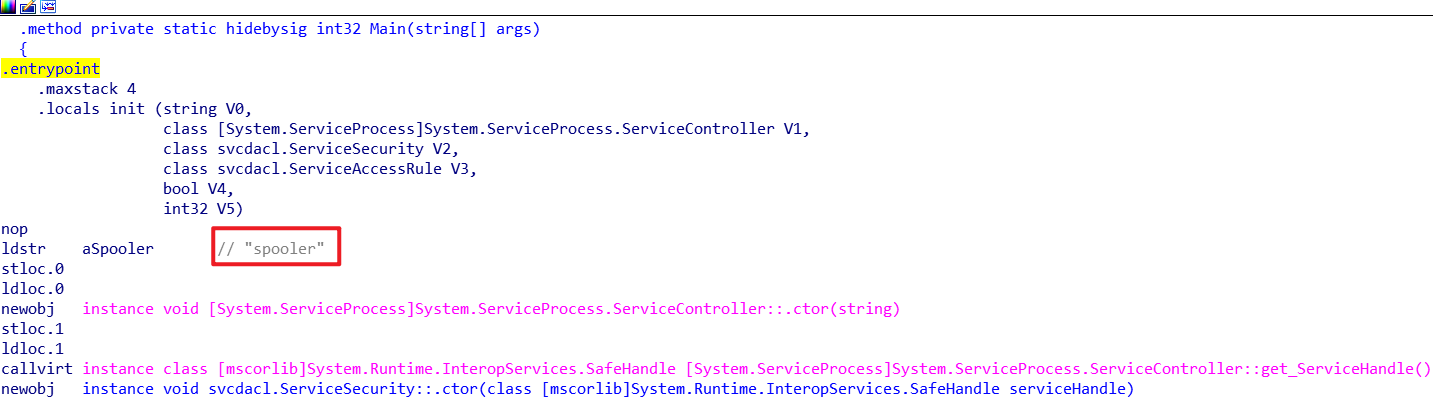 .method private static hidebysig int32 Main(string[] args)
{
.entrypoint
.maxstack 4
.locals init (string V0,
class [System.ServiceProcess]System.ServiceProcess.ServiceController V1,
class svcdacl.ServiceSecurity V2,
class svcdacl.ServiceAccessRule V3,
bool V4,
int32 V5)
nop
ldstr aSpooler // "spooler"
stloc.0
ldloc.0
newobj instance void [System.ServiceProcess]System.ServiceProcess.ServiceController::.ctor(string)
stloc.1
ldloc.1
callvirt instance class [mscorlib]System.Runtime.InteropServices.SafeHandle [System.ServiceProcess]System.ServiceProcess.ServiceController::get_ServiceHandle()
newobj instance void svcdacl.ServiceSecurity::.ctor(class [mscorlib]System.Runtime.InteropServices.SafeHandle serviceHandle)